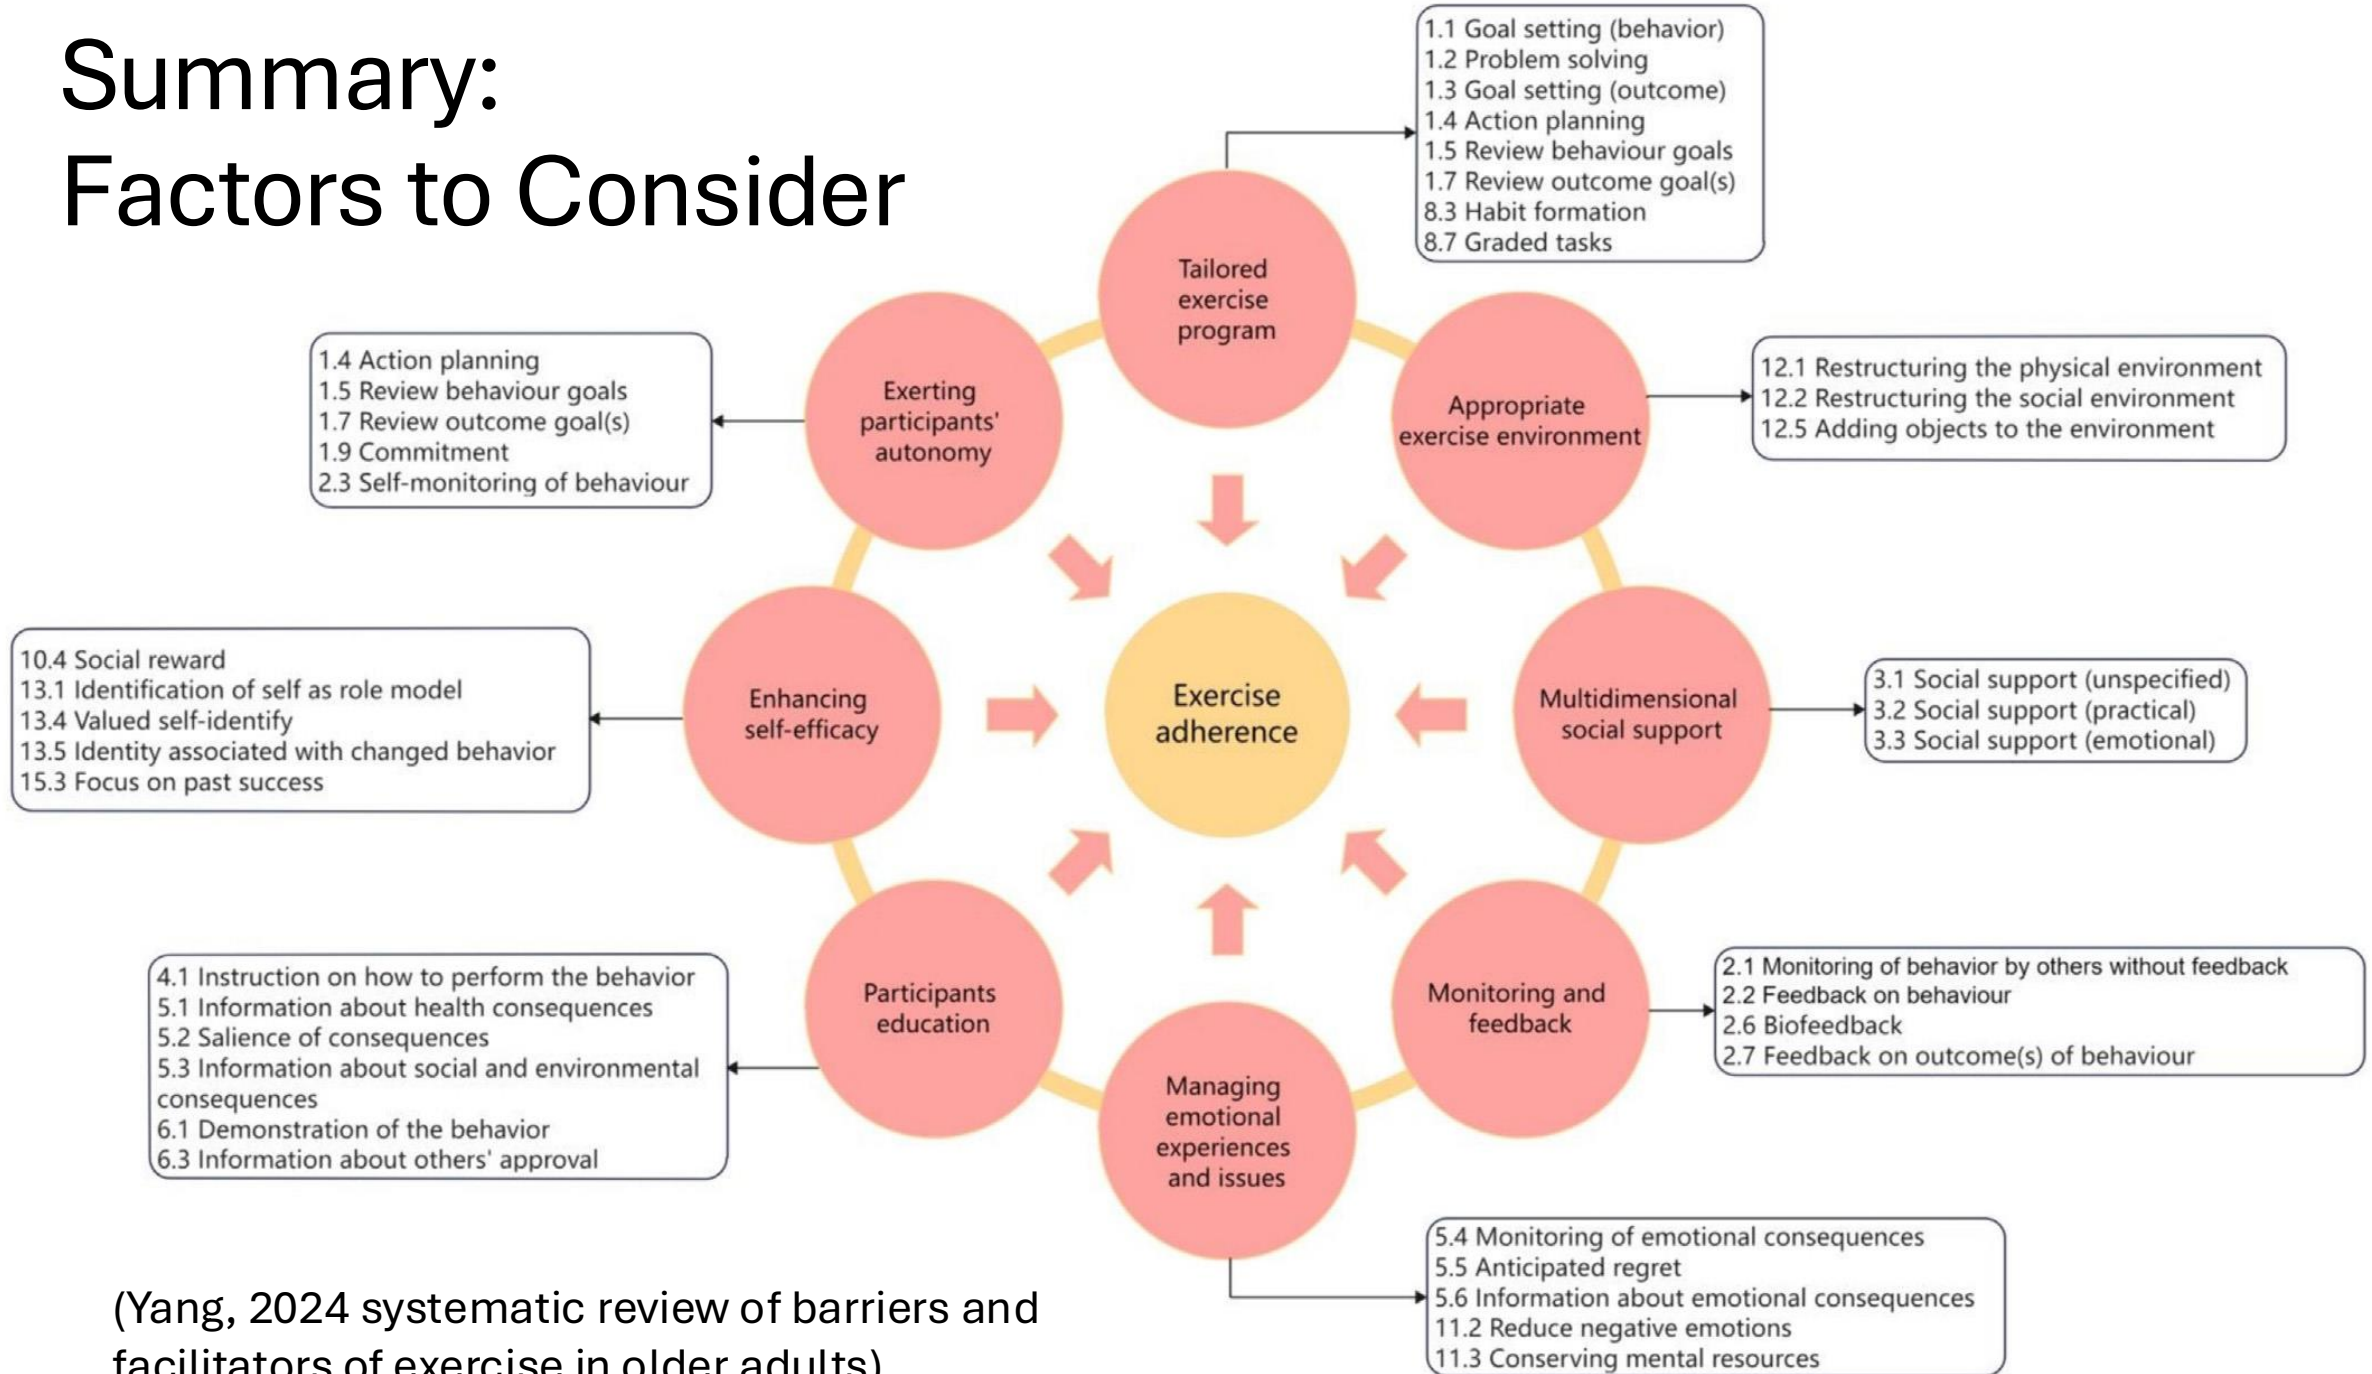 Summary:
Factors to Consider
1.1 Goal setting (behavior)
1.2 Problem solving
1.3 Goal setting (outcome)
1.4 Action planning
1.5 Review behaviour goals
1.7 Review outcome goal(s)
8.3 Habit formation
8.7 Graded tasks
Tailored
exercise
program
Appropriate
exercise environment
12.1 Restructuring the physical environment
12.2 Restructuring the social environment
12.5 Adding objects to the environment
1.4 Action planning
1.5 Review behaviour goals
1.7 Review outcome goal(s)
1.9 Commitment
2.3 Self-monitoring of behaviour
Exerting
participants'
autonomy
10.4 Social reward
13.1 Identification of self as role model
13.4 Valued self-identify
13.5 Identity associated with changed behavior
15.3 Focus on past success
Enhancing
self-efficacy
Exercise
adherence
Multidimensional
social support
3.1 Social support (unspecified)
3.2 Social support (practical)
3.3 Social support (emotional)
4.1 Instruction on how to perform the behavior
5.1 Information about health consequences
5.2 Salience of consequences
5.3 Information about social and environmental
consequences
6.1 Demonstration of the behavior
6.3 Information about others' approval
Participants
education
Managing
emotional
experiences
and issues
Monitoring and
feedback
2.1 Monitoring of behavior by others without feedback
2.2 Feedback on behaviour
2.6 Biofeedback
2.7 Feedback on outcome(s) of behaviour
5.4 Monitoring of emotional consequences
5.5 Anticipated regret
5.6 Information about emotional consequences
11.2 Reduce negative emotions
11.3 Conserving mental resources
(Yang, 2024 systematic review of barriers and
facilitators of exercise in older adults)